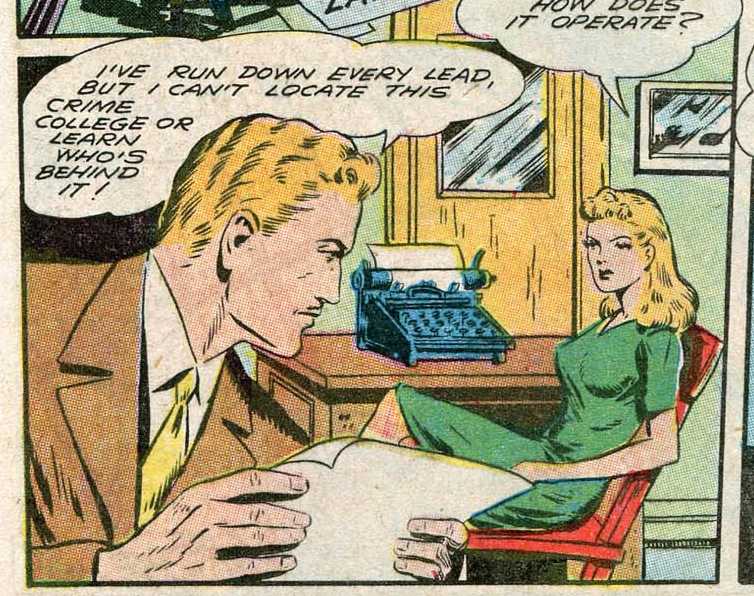 I'VE RUN DOWN EVERY LEAD,
BUT I CAN'T LOCATE THIS
CRIME
COLLEGE OR
LEARN
WHO'S
BEHIND
IT!
HOW DOES
IT OPERATE?